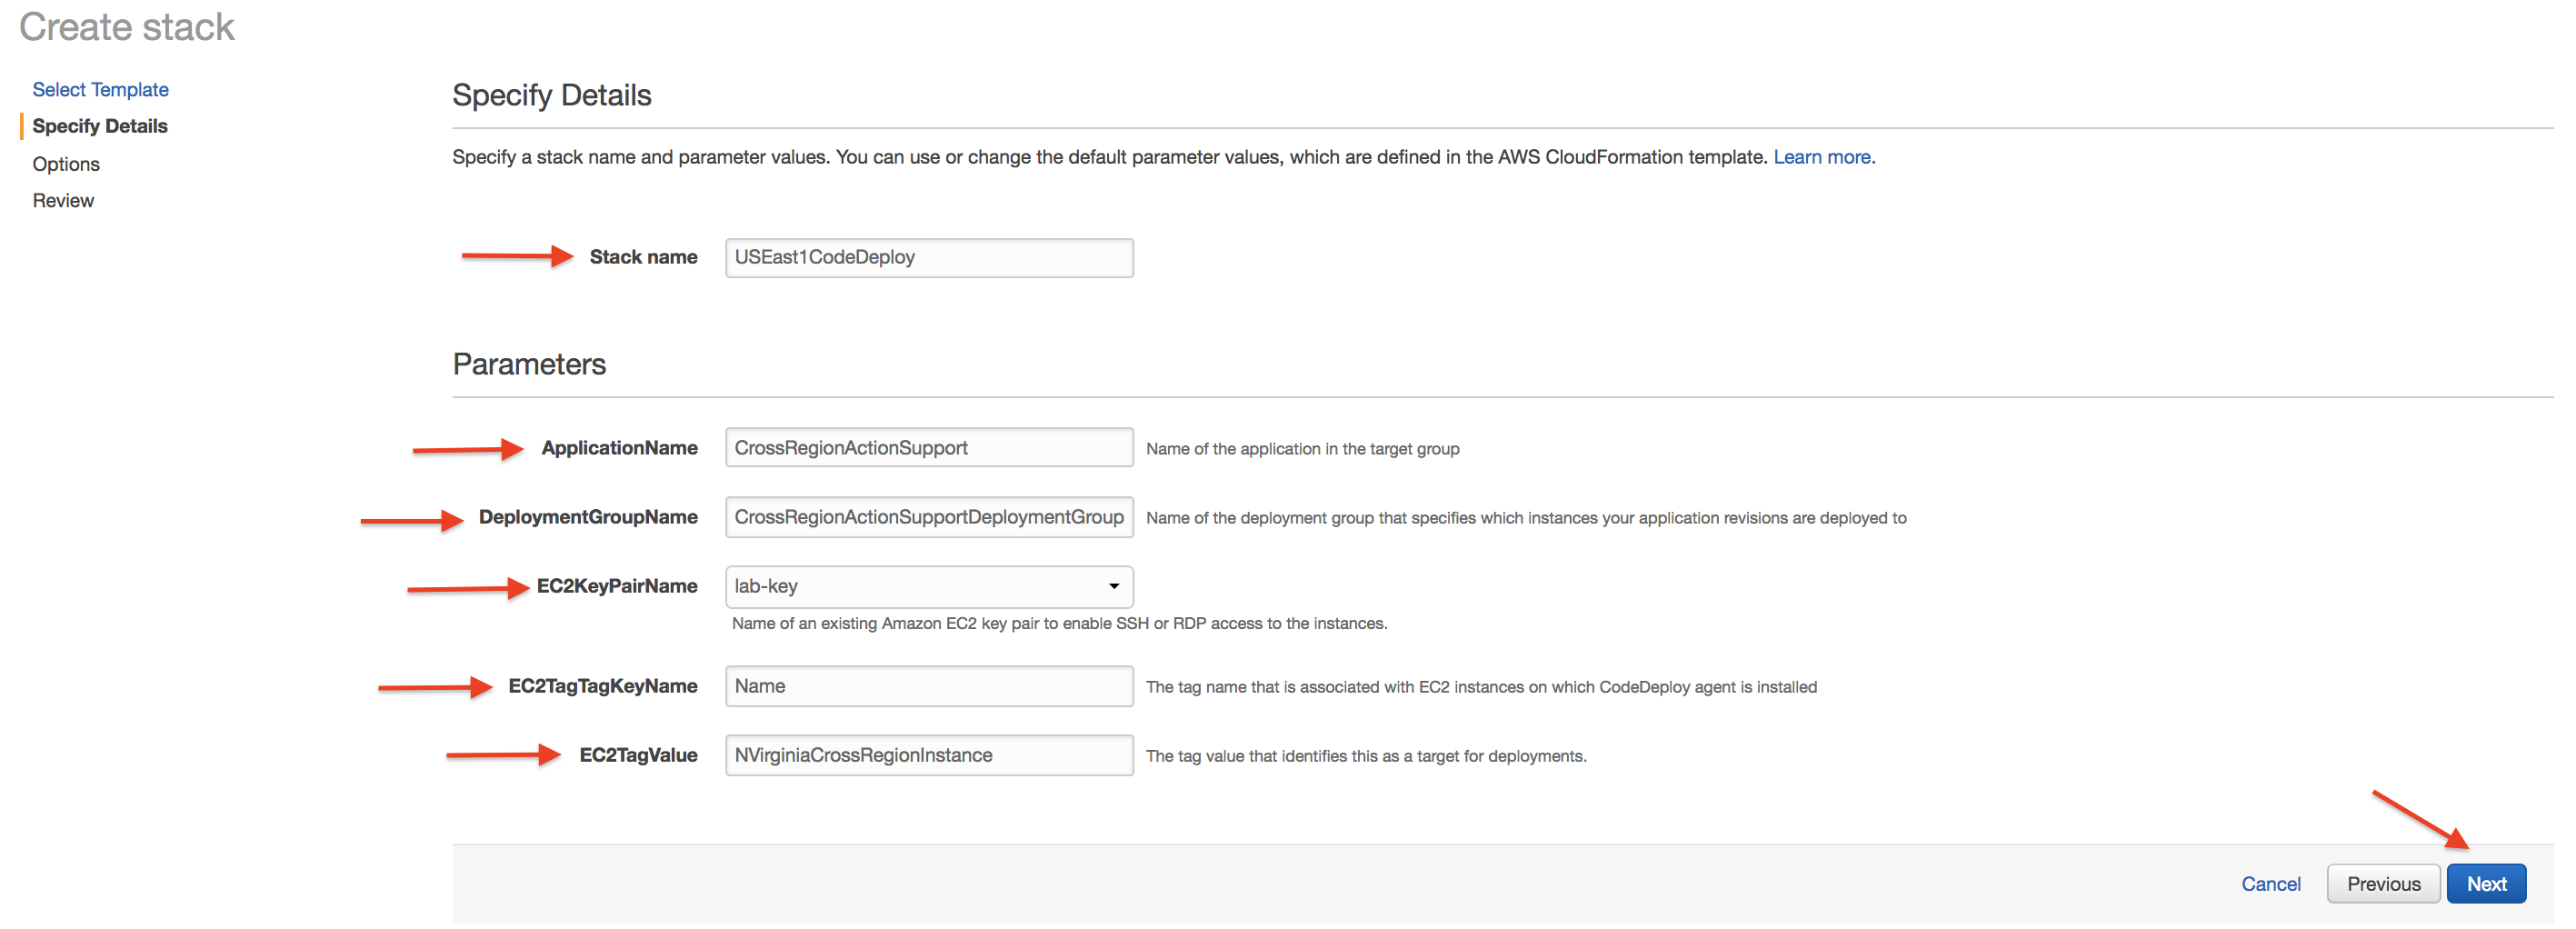 Create stack
Select Template
Specify Details
Options
Review
Specify Details
Specify a stack name and parameter values. You can use or change the default parameter values, which are defined in the AWS CloudFormation template. Learn more.
Stack name USEast1CodeDeploy
Parameters
ApplicationName CrossRegionActionSupport Name of the application in the target group
DeploymentGroupName CrossRegionActionSupportDeploymentGroup Name of the deployment group that specifies which instances your application revisions are deployed to
EC2KeyPairName lab-key
Name of an existing Amazon EC2 key pair to enable SSH or RDP access to the instances.
EC2TagTagKeyName Name The tag name that is associated with EC2 instances on which CodeDeploy agent is installed
EC2TagValue NVirginiaCrossRegionInstance The tag value that identifies this as a target for deployments.
Cancel Previous Next